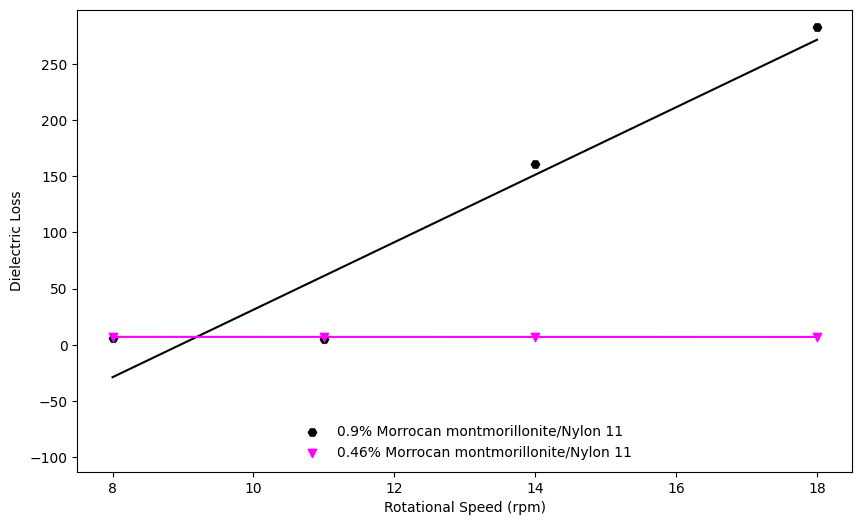 250
200
150
100
50
0
−50
−100
Dielectric Loss
0.9% Morrocan montmorillonite/Nylon 11
0.46% Morrocan montmorillonite/Nylon 11
8 10 12 14 16 18
Rotational Speed (rpm)